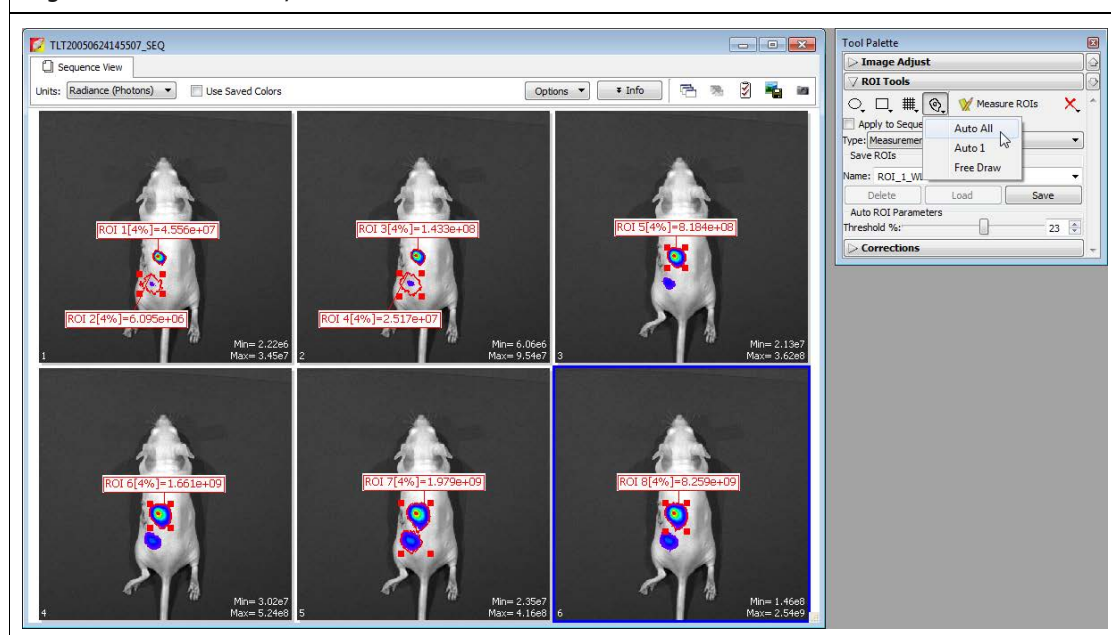 TLT20050624145507_SEQ
Sequence View
Units: Radiance (Photons) Use Saved Colors Options Info
ROI 1[4%]=4.556e+07
ROI 2[4%]=6.095e+06
Min= 2.22e6
Max= 3.45e7
1
ROI 3[4%]=1.433e+08
ROI 4[4%]=2.517e+07
Min= 6.06e6
Max= 9.54e7
2
ROI 5[4%]=8.184e+08
Min= 2.13e7
Max= 3.62e8
3
ROI 6[4%]=1.661e+09
Min= 3.02e7
Max= 5.24e8
4
ROI 7[4%]=1.979e+09
Min= 2.35e7
Max= 4.16e8
5
ROI 8[4%]=8.259e+09
Min= 1.46e8
Max= 2.54e9
6
Tool Palette
Image Adjust
ROI Tools
Measure ROIs
Apply to Seque
Auto All
Type: Measuremen
Auto 1
Save ROIs
Free Draw
Name: ROI_1_W
Delete Load Save
Auto ROI Parameters
Threshold %: 23
Corrections